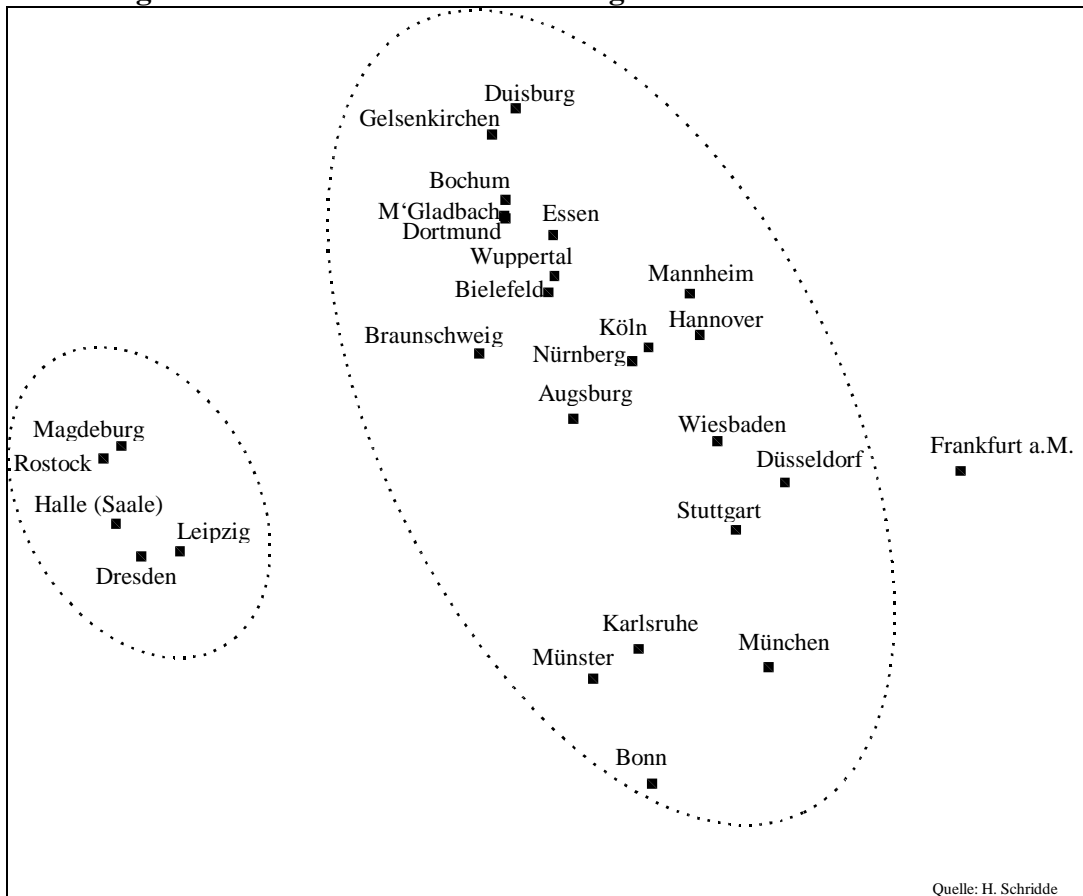 Duisburg
Gelsenkirchen
Bochum
M‘Gladbach
Essen
Dortmund
Wuppertal
Mannheim
Bielefeld
Hannover
Köln
Braunschweig
Nürnberg
Augsburg
Wiesbaden
Magdeburg
Frankfurt a.M.
Düsseldorf
Rostock
Halle (Saale)
Stuttgart
Leipzig
Dresden
Karlsruhe
München
Münster
Bonn
Quelle: H. Schridde